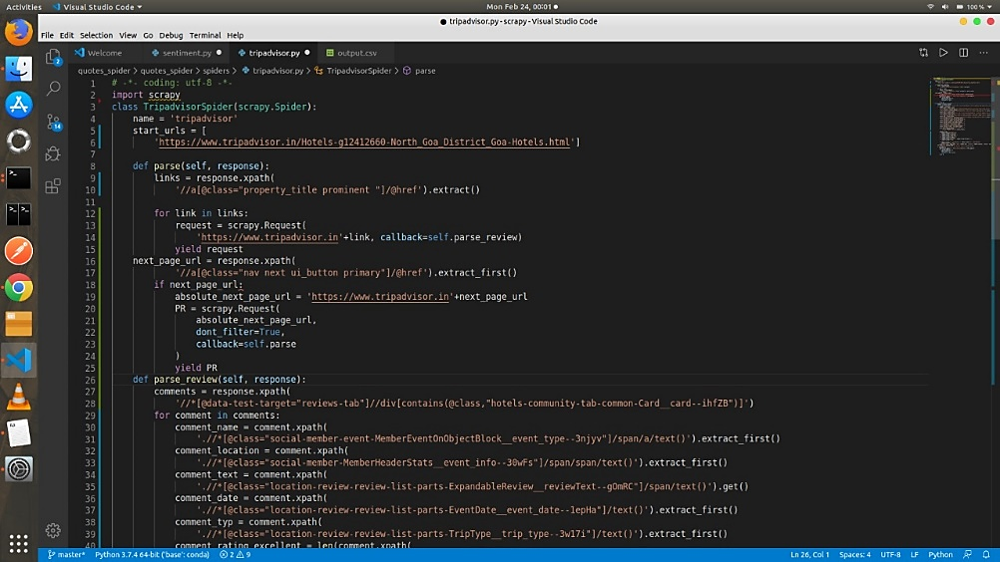 Activities
Visual Studio Code
Mon Feb 24, 00:01
100 %
● tripadvisor.py - scrapy - Visual Studio Code
File Edit Selection View Go Debug Terminal Help
Welcome
sentiment.py
tripadvisor.py
output.csv
quotes_spider › quotes_spider › spiders › tripadvisor.py › TripadvisorSpider › parse
1 # -*- coding: utf-8 -*-
2 import scrapy
3 class TripadvisorSpider(scrapy.Spider):
4 name = 'tripadvisor'
5 start_urls = [
6 'https://www.tripadvisor.in/Hotels-g12412660-North_Goa_District_Goa-Hotels.html']
7
8 def parse(self, response):
9 links = response.xpath(
10 '//a[@class="property_title prominent "]/@href').extract()
11
12 for link in links:
13 request = scrapy.Request(
14 'https://www.tripadvisor.in'+link, callback=self.parse_review)
15 yield request
16 next_page_url = response.xpath(
17 '//a[@class="nav next ui_button primary"]/@href').extract_first()
18 if next_page_url:
19 absolute_next_page_url = 'https://www.tripadvisor.in'+next_page_url
20 PR = scrapy.Request(
21 absolute_next_page_url,
22 dont_filter=True,
23 callback=self.parse
24 )
25 yield PR
26 def parse_review(self, response):
27 comments = response.xpath(
28 '//*[@data-test-target="reviews-tab"]//div[contains(@class,"hotels-community-tab-common-Card__card--ihfZB")]')
29 for comment in comments:
30 comment_name = comment.xpath(
31 './/*[@class="social-member-event-MemberEventOnObjectBlock__event_type--3njyv"]/span/a/text()').extract_first()
32 comment_location = comment.xpath(
33 './/*[@class="social-member-MemberHeaderStats__event_info--30wFs"]/span/span/text()').extract_first()
34 comment_text = comment.xpath(
35 './/*[@class="location-review-review-list-parts-ExpandableReview__reviewText--gOmRC"]/span/text()').get()
36 comment_date = comment.xpath(
37 './/*[@class="location-review-review-list-parts-EventDate__event_date--1epHa"]/text()').extract_first()
38 comment_typ = comment.xpath(
39 './/*[@class="location-review-review-list-parts-TripType__trip_type--3w17i"]/text()').extract_first()
40 comment_rating_excellent = len(comment.xpath(
2
14
master*
Python 3.7.4 64-bit ('base': conda)
2
9
Ln 26, Col 1
Spaces: 4
UTF-8
LF
Python